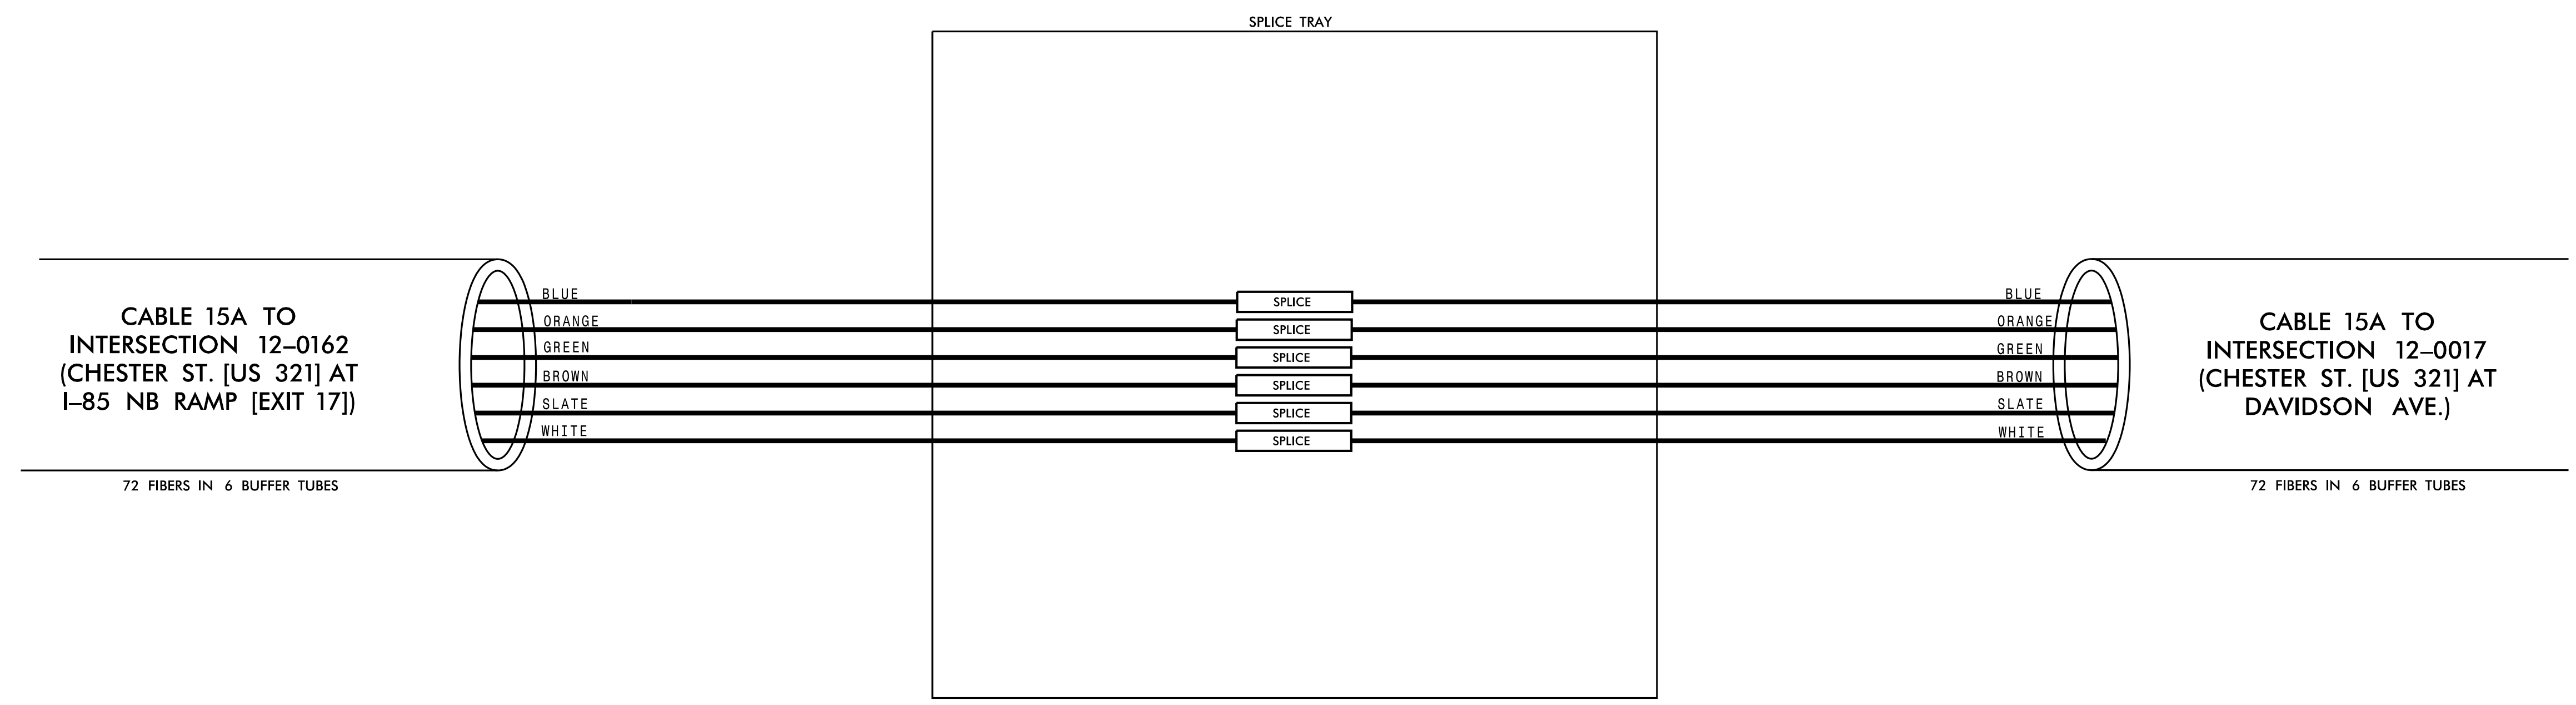 SPLICE TRAY
CABLE 15A TO
INTERSECTION 12–0162
(CHESTER ST. [US 321] AT
I–85 NB RAMP [EXIT 17])
72 FIBERS IN 6 BUFFER TUBES
BLUE
ORANGE
GREEN
BROWN
SLATE
WHITE
SPLICE
SPLICE
SPLICE
SPLICE
SPLICE
SPLICE
BLUE
ORANGE
GREEN
BROWN
SLATE
WHITE
CABLE 15A TO
INTERSECTION 12–0017
(CHESTER ST. [US 321] AT
DAVIDSON AVE.)
72 FIBERS IN 6 BUFFER TUBES